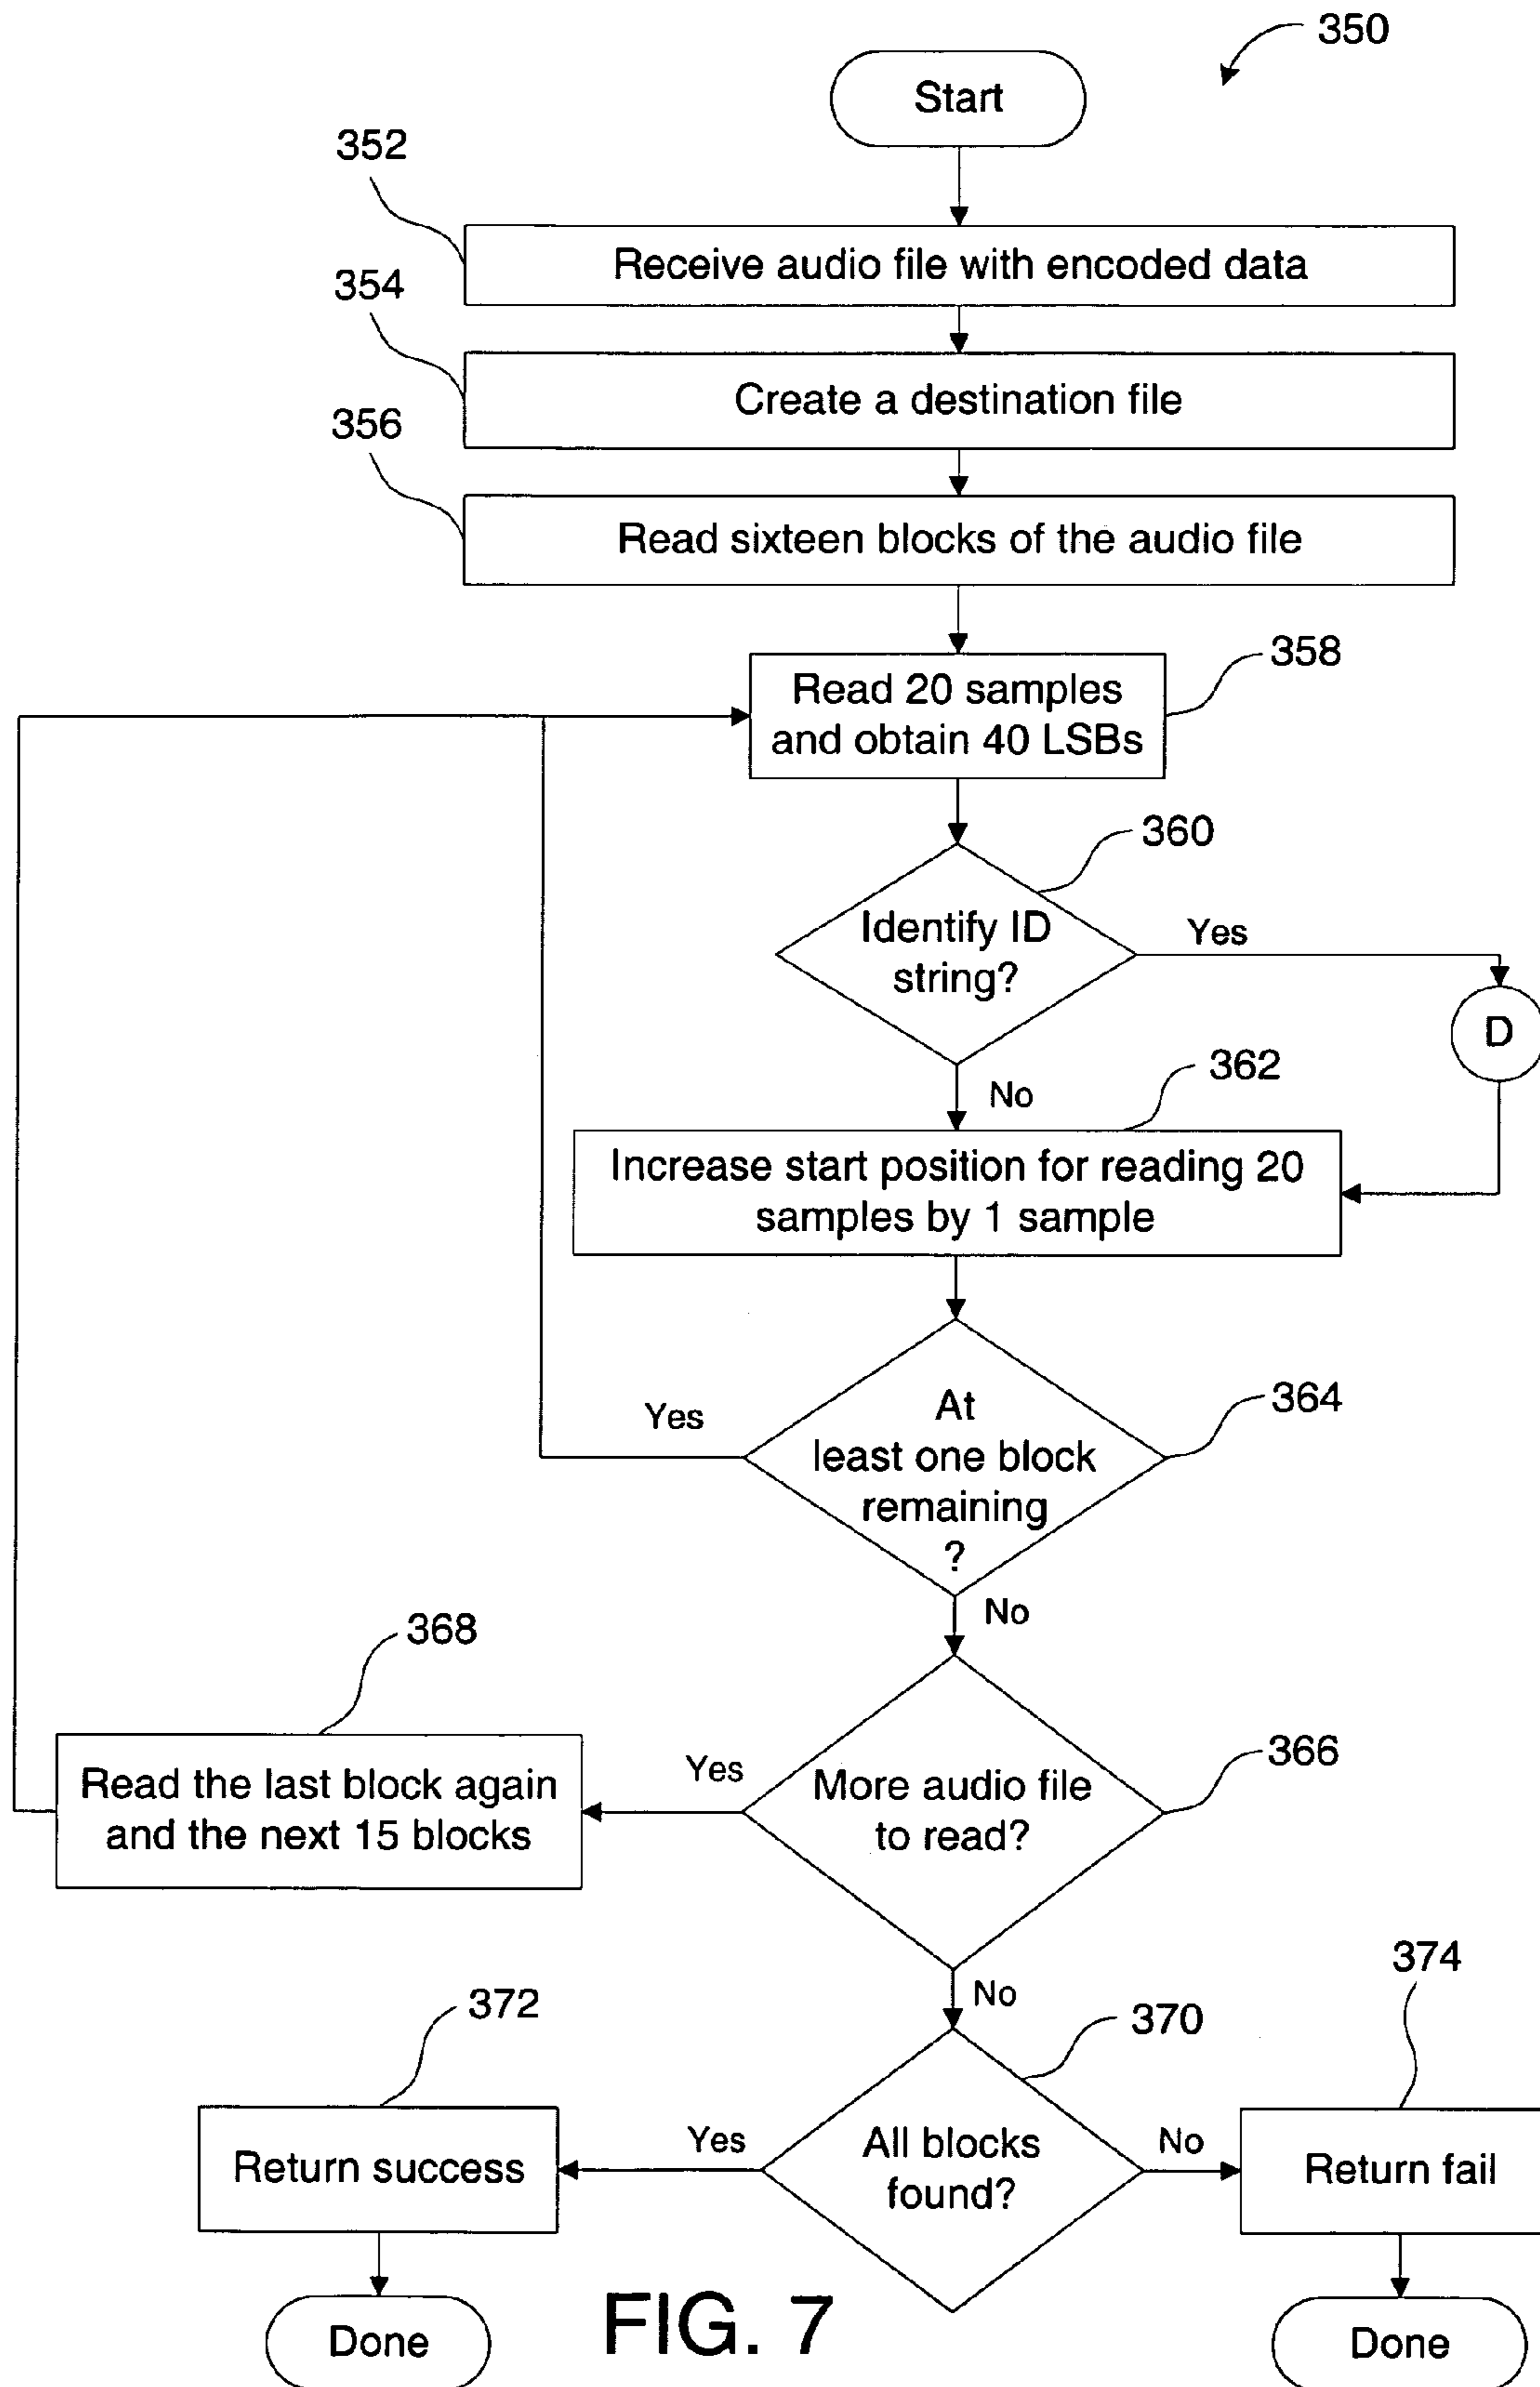 350
Start
352
Receive audio file with encoded data
354
Create a destination file
356
Read sixteen blocks of the audio file
358
Read 20 samples
and obtain 40 LSBs
360
Identify ID
string?
Yes
D
No
362
Increase start position for reading 20
samples by 1 sample
364
At
least one block
remaining
?
Yes
No
368
Read the last block again
and the next 15 blocks
Yes
366
More audio file
to read?
No
374
372
370
Return success
Yes
All blocks
found?
No
Return fail
Done
FIG. 7
Done